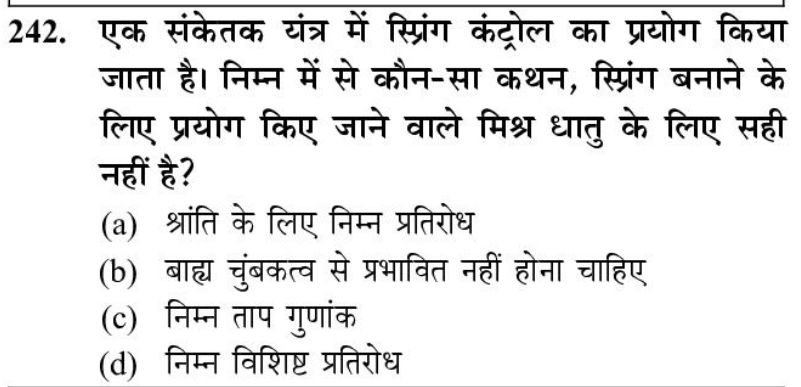 242. एक संकेतक यंत्र में स्प्रिंग कंट्रोल का प्रयोग किया
जाता है। निम्न में से कौन-सा कथन, स्प्रिंग बनाने के
लिए प्रयोग किए जाने वाले मिश्र धातु के लिए सही
नहीं है?
(a) श्रांति के लिए निम्न प्रतिरोध
(b) बाह्य चुंबकत्व से प्रभावित नहीं होना चाहिए
(c) निम्न ताप गुणांक
(d) निम्न विशिष्ट प्रतिरोध